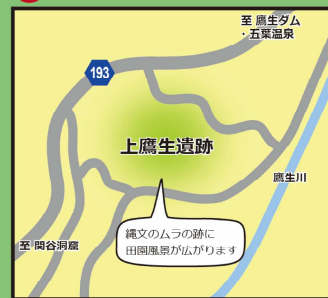 至 鷹生ダム
・五葉温泉
193
上鷹生遺跡
鷹生川
縄文のムラの跡に
田園風景が広がります
至 関谷洞窟